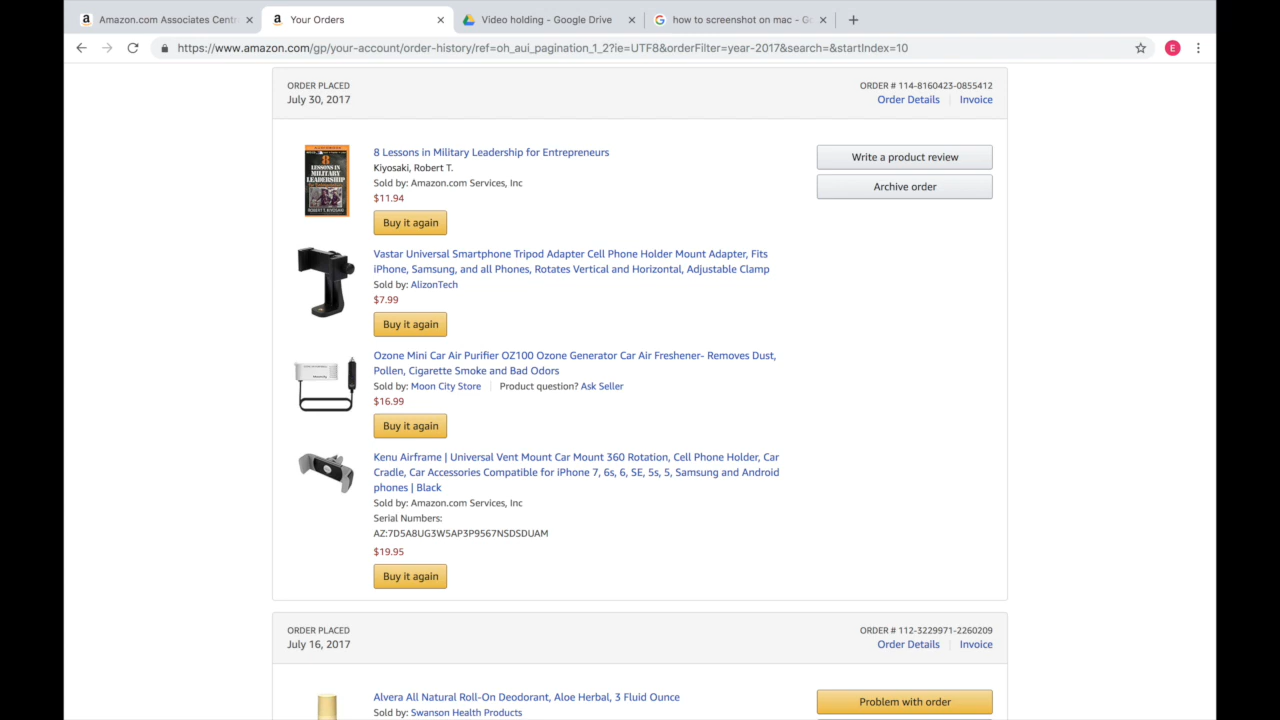 Amazon.com Associates Cent
Your Orders
Video holding - Google Drive
how to screenshot on mac - G
https://www.amazon.com/gp/your-account/order-history/ref=oh_aui_pagination_1_2?ie=UTF8&orderFilter=year-2017&search=&startIndex=10
E
ORDER PLACED
July 30, 2017
ORDER # 114-8160423-0855412
Order Details
Invoice
8 LESSONS IN MILITARY LEADERSHIP
8 Lessons in Military Leadership for Entrepreneurs
Kiyosaki, Robert T.
Sold by: Amazon.com Services, Inc
$11.94
Buy it again
Write a product review
Archive order
Vastar Universal Smartphone Tripod Adapter Cell Phone Holder Mount Adapter, Fits
iPhone, Samsung, and all Phones, Rotates Vertical and Horizontal, Adjustable Clamp
Sold by: AlizonTech
$7.99
Buy it again
Ozone Mini Car Air Purifier OZ100 Ozone Generator Car Air Freshener- Removes Dust,
Pollen, Cigarette Smoke and Bad Odors
Sold by: Moon City Store Product question? Ask Seller
$16.99
Buy it again
Kenu Airframe | Universal Vent Mount Car Mount 360 Rotation, Cell Phone Holder, Car
Cradle, Car Accessories Compatible for iPhone 7, 6s, 6, SE, 5s, 5, Samsung and Android
phones | Black
Sold by: Amazon.com Services, Inc
Serial Numbers:
AZ:7D5A8UG3W5AP3P9567NSDSDUAM
$19.95
Buy it again
ORDER PLACED
July 16, 2017
ORDER # 112-3229971-2260209
Order Details
Invoice
Alvera All Natural Roll-On Deodorant, Aloe Herbal, 3 Fluid Ounce
Sold by: Swanson Health Products
Problem with order